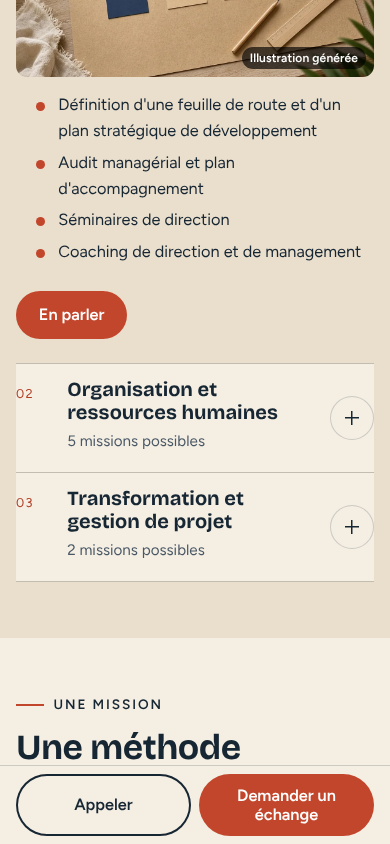 Illustration générée
Définition d'une feuille de route et d'un
plan stratégique de développement
Audit managérial et plan
d'accompagnement
Séminaires de direction
Coaching de direction et de management
En parler
02
Organisation et
ressources humaines
5 missions possibles
03
Transformation et
gestion de projet
2 missions possibles
UNE MISSION
Une méthode
Appeler
Demander un
échange